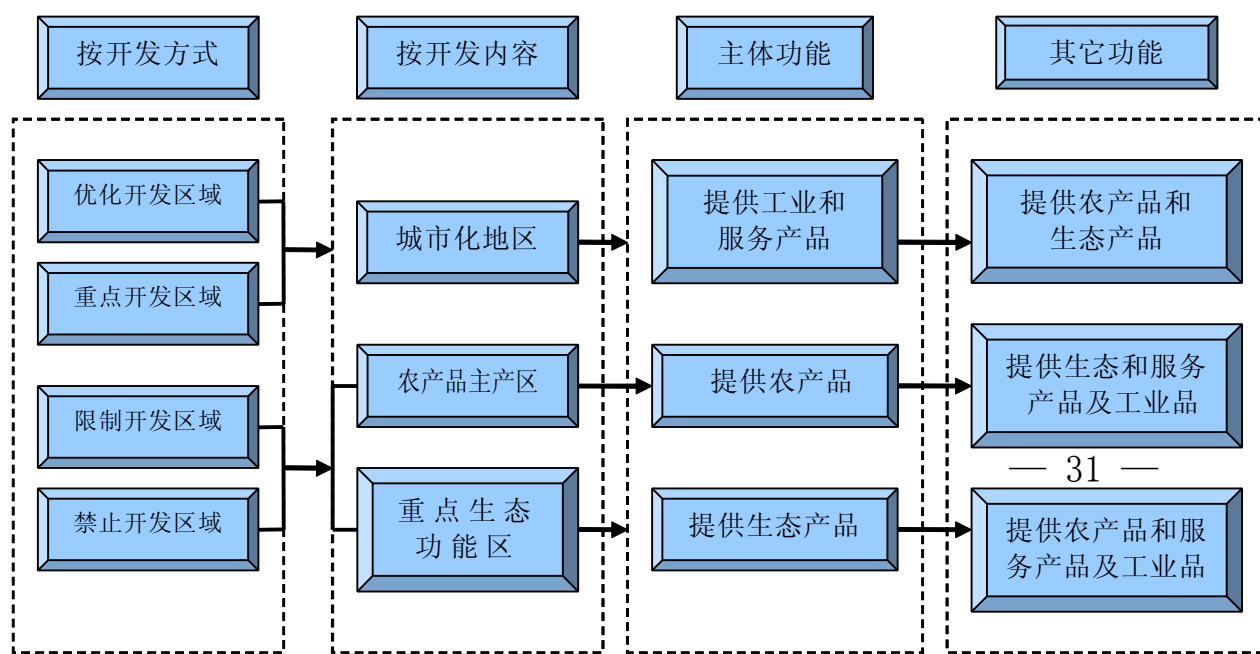 按开发方式
按开发内容
主体功能
其它功能
优化开发区域
重点开发区域
限制开发区域
禁止开发区域
城市化地区
农产品主产区
重点生态
功能区
提供工业和
服务产品
提供农产品
提供生态产品
提供农产品和
生态产品
提供生态和服务
产品及工业品
— 31 —
提供农产品和服
务产品及工业品